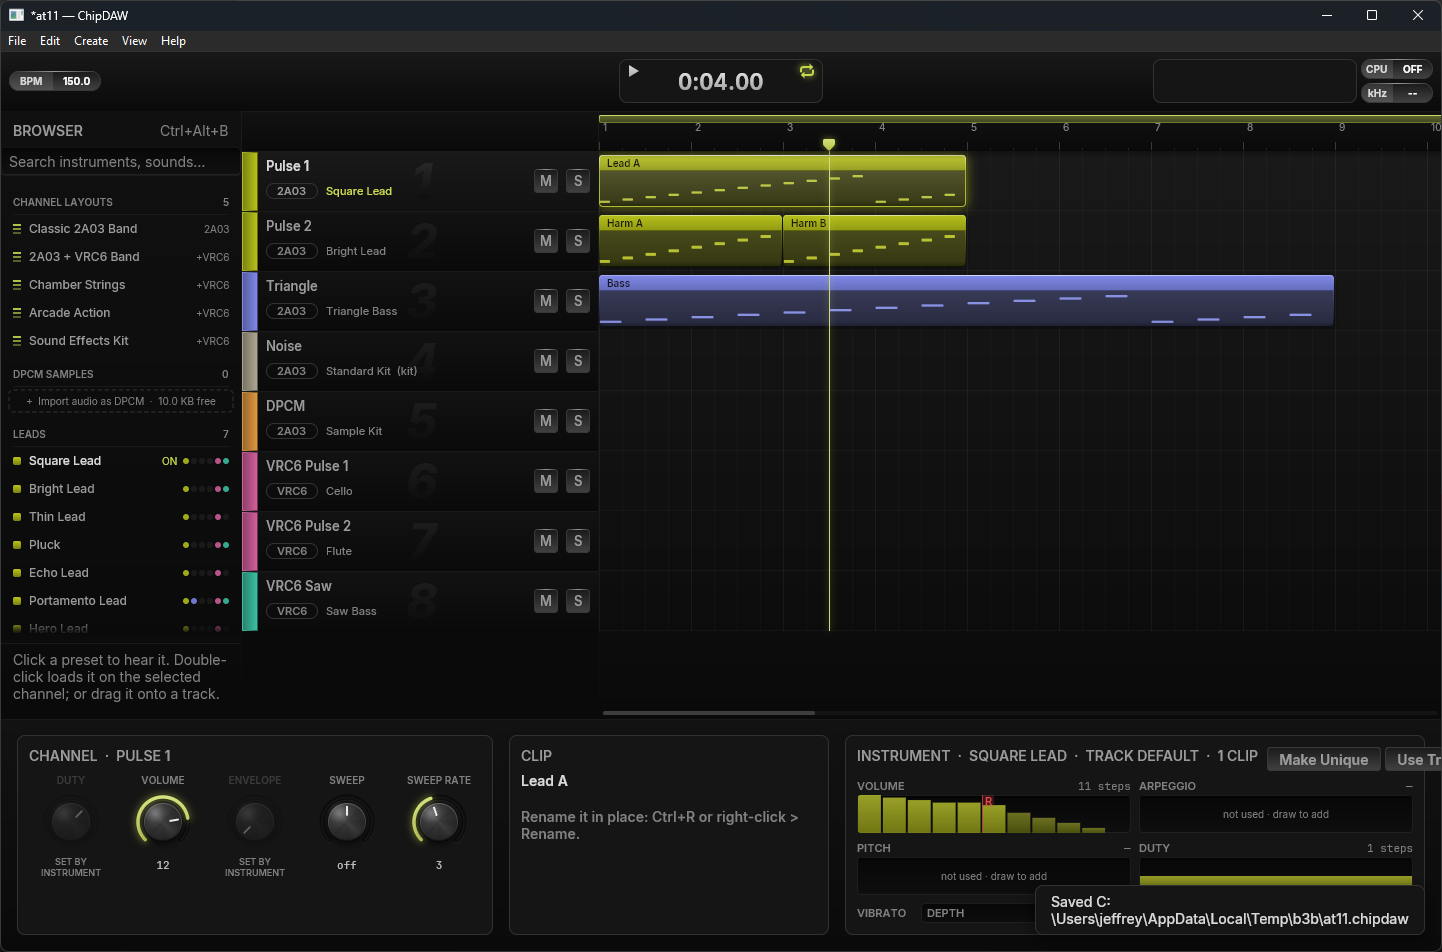 *at11 — ChipDAW
File Edit Create View Help
BPM 150.0
0:04.00
CPU OFF
kHz --
BROWSER Ctrl+Alt+B
Search instruments, sounds...
CHANNEL LAYOUTS 5
Classic 2A03 Band 2A03
2A03 + VRC6 Band +VRC6
Chamber Strings +VRC6
Arcade Action +VRC6
Sound Effects Kit +VRC6
DPCM SAMPLES 0
+ Import audio as DPCM · 10.0 KB free
LEADS 7
Square Lead ON
Bright Lead
Thin Lead
Pluck
Echo Lead
Portamento Lead
Hero Lead
Click a preset to hear it. Double-
click loads it on the selected
channel; or drag it onto a track.
1 2 3 4 5 6 7 8 9 10
Pulse 1 1 M S
2A03 Square Lead
Lead A
Pulse 2 2 M S
2A03 Bright Lead
Harm A Harm B
Triangle 3 M S
2A03 Triangle Bass
Bass
Noise 4 M S
2A03 Standard Kit (kit)
DPCM 5 M S
2A03 Sample Kit
VRC6 Pulse 1 6 M S
VRC6 Cello
VRC6 Pulse 2 7 M S
VRC6 Flute
VRC6 Saw 8 M S
VRC6 Saw Bass
CHANNEL · PULSE 1
DUTY VOLUME ENVELOPE SWEEP SWEEP RATE
SET BY INSTRUMENT 12 SET BY INSTRUMENT off 3
CLIP
Lead A
Rename it in place: Ctrl+R or right-click >
Rename.
INSTRUMENT · SQUARE LEAD · TRACK DEFAULT · 1 CLIP Make Unique Use Tr
VOLUME 11 steps ARPEGGIO –
R
not used · draw to add
PITCH – DUTY 1 steps
not used · draw to add
VIBRATO DEPTH
Saved C:
\Users\jeffrey\AppData\Local\Temp\b3b\at11.chipdaw